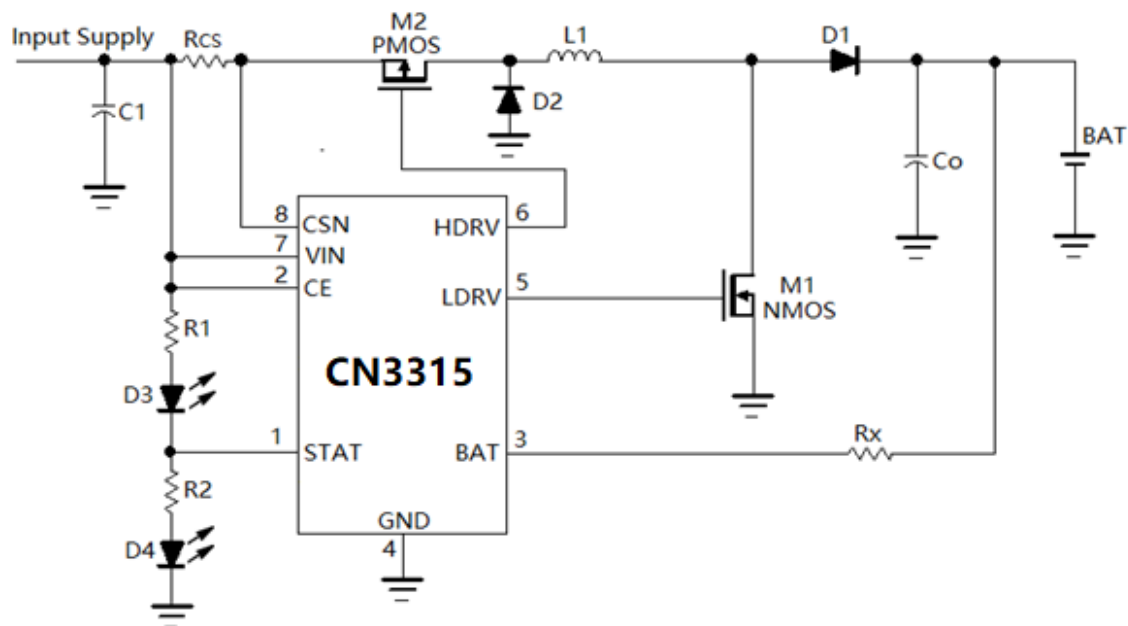 M2
PMOS
L1
D1
Input Supply
Rcs
C1
D2
Co
BAT
8
CSN
HDRV
6
7
VIN
2
CE
LDRV
5
M1
NMOS
R1
CN3315
D3
1
STAT
BAT
3
Rx
R2
GND
D4
4